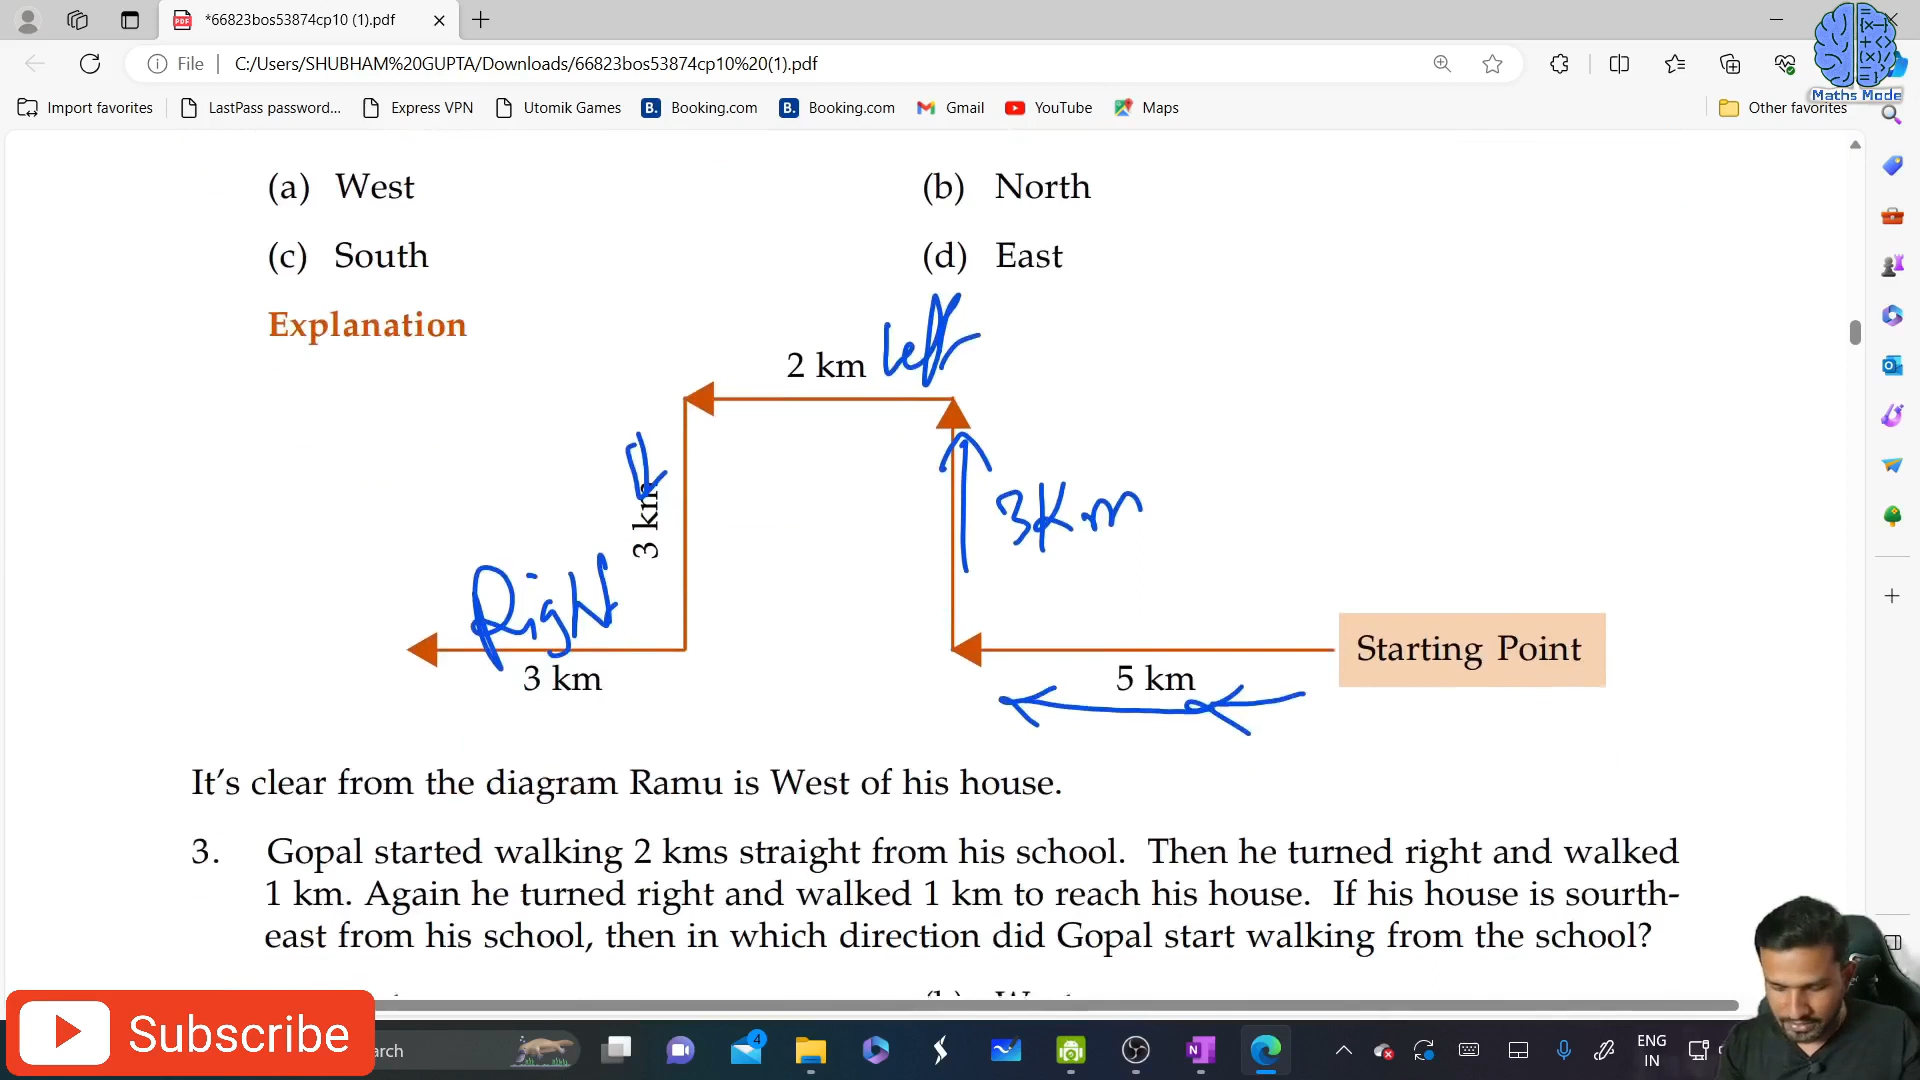 *66823bos53874cp10 (1).pdf
File
C:/Users/SHUBHAM%20GUPTA/Downloads/66823bos53874cp10%20(1).pdf
Maths Mode
Import favorites
LastPass password...
Express VPN
Utomik Games
B. Booking.com
B. Booking.com
Gmail
YouTube
Maps
Other favorites
(a) West
(b) North
(c) South
(d) East
Explanation
2 km
Left
3 km
3Km
Right
3 km
5 km
Starting Point
It's clear from the diagram Ramu is West of his house.
3. Gopal started walking 2 kms straight from his school. Then he turned right and walked
1 km. Again he turned right and walked 1 km to reach his house. If his house is sourth-
east from his school, then in which direction did Gopal start walking from the school?
Subscribe
arch
4
ENG
IN